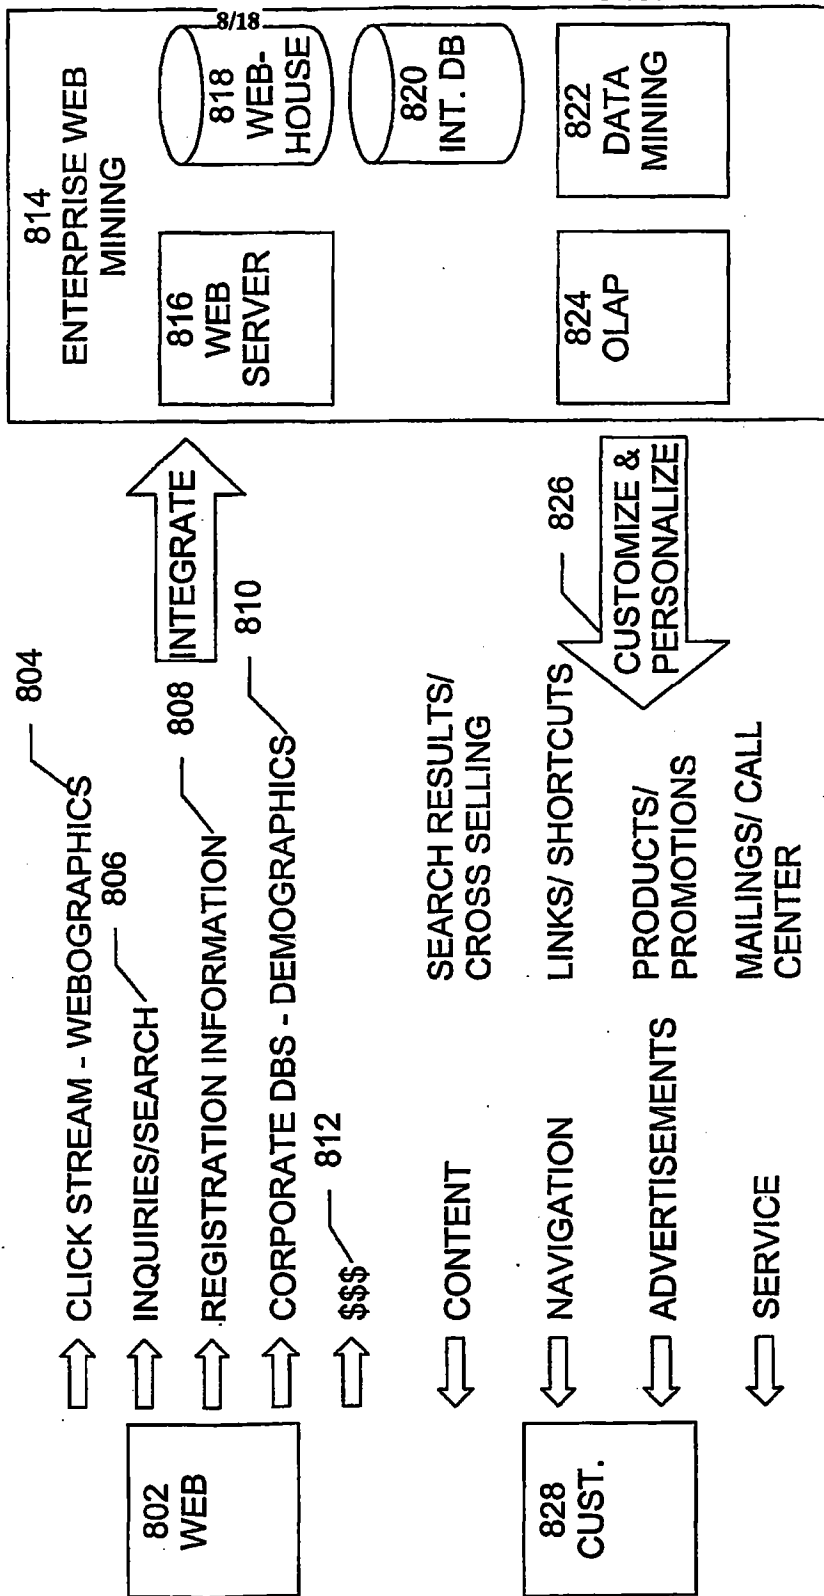 8/18
802
WEB
CLICK STREAM - WEBOGRAPHICS
804
INQUIRIES/SEARCH
806
REGISTRATION INFORMATION
808
CORPORATE DBS - DEMOGRAPHICS
810
$$$
812
INTEGRATE
814
ENTERPRISE WEB
MINING
816
WEB
SERVER
818
WEB-
HOUSE
820
INT. DB
822
DATA
MINING
824
OLAP
826
CUSTOMIZE &
PERSONALIZE
828
CUST.
CONTENT
SEARCH RESULTS/
CROSS SELLING
NAVIGATION
LINKS/ SHORTCUTS
ADVERTISEMENTS
PRODUCTS/
PROMOTIONS
SERVICE
MAILINGS/ CALL
CENTER